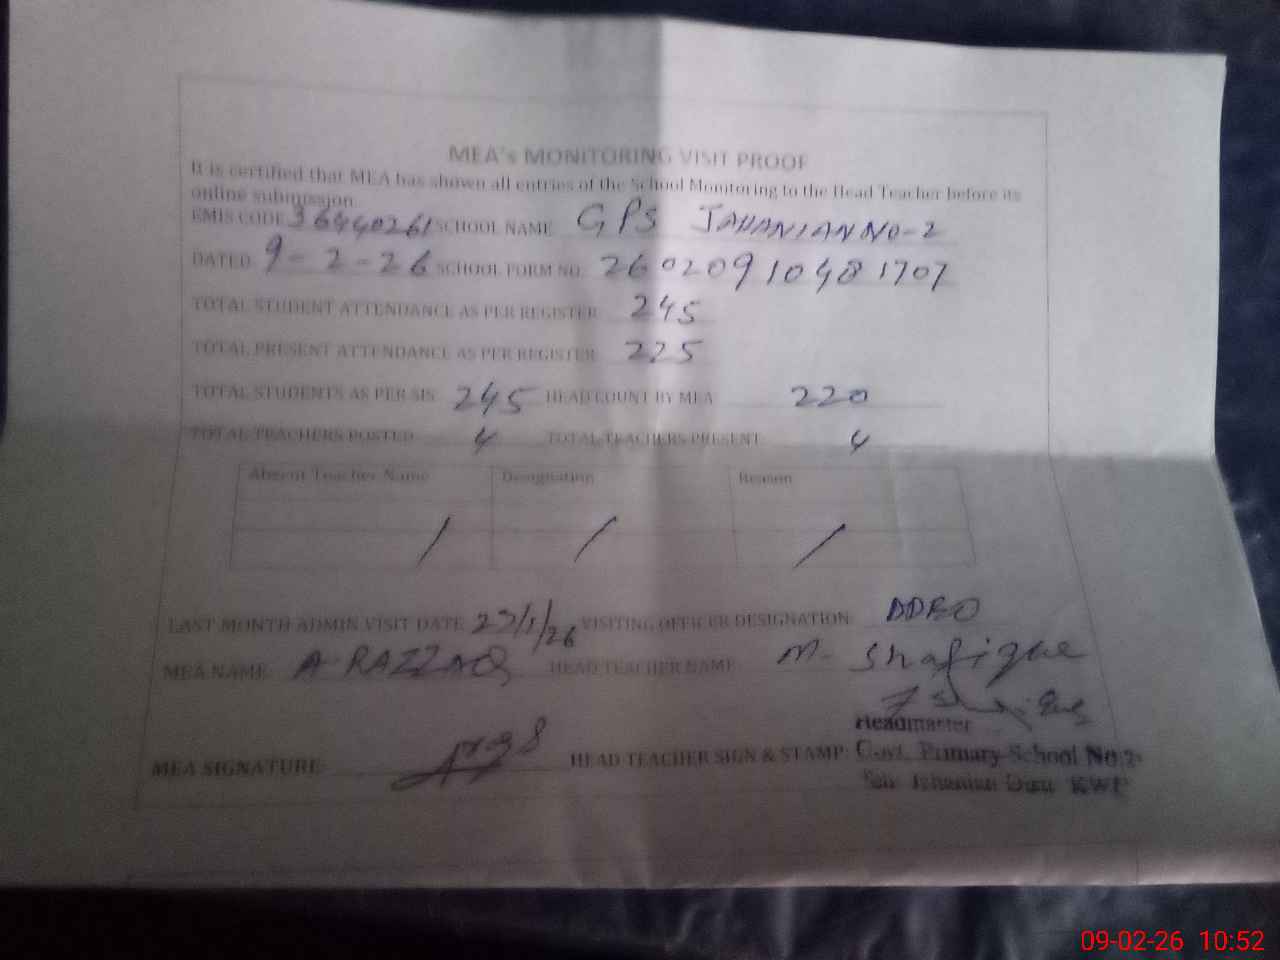 MEA's MONITORING VISIT PROOF
It is certified that MEA has shown all entries of the School Monitoring to the Head Teacher before its
online submission.
EMIS CODE 36440261 SCHOOL NAME GPS JAHANIAN NO-2
DATED 9-2-26 SCHOOL FORM NO. 26020910481707
TOTAL STUDENT ATTENDANCE AS PER REGISTER 245
TOTAL PRESENT ATTENDANCE AS PER REGISTER 225
TOTAL STUDENTS AS PER SIS 245 HEAD COUNT BY MEA 220
TOTAL TEACHERS POSTED 4 TOTAL TEACHERS PRESENT 4
Absent Teacher Name Designation Reason
/ / /
LAST MONTH ADMIN VISIT DATE /1/26 VISITING OFFICER DESIGNATION
MEA NAME A-RAZZAQ HEAD TEACHER NAME M- Shafique
Headmaster
MEA SIGNATURE: HEAD TEACHER SIGN & STAMP: Govt. Primary School No.2
Jehanian KWL
09-02-26 10:52